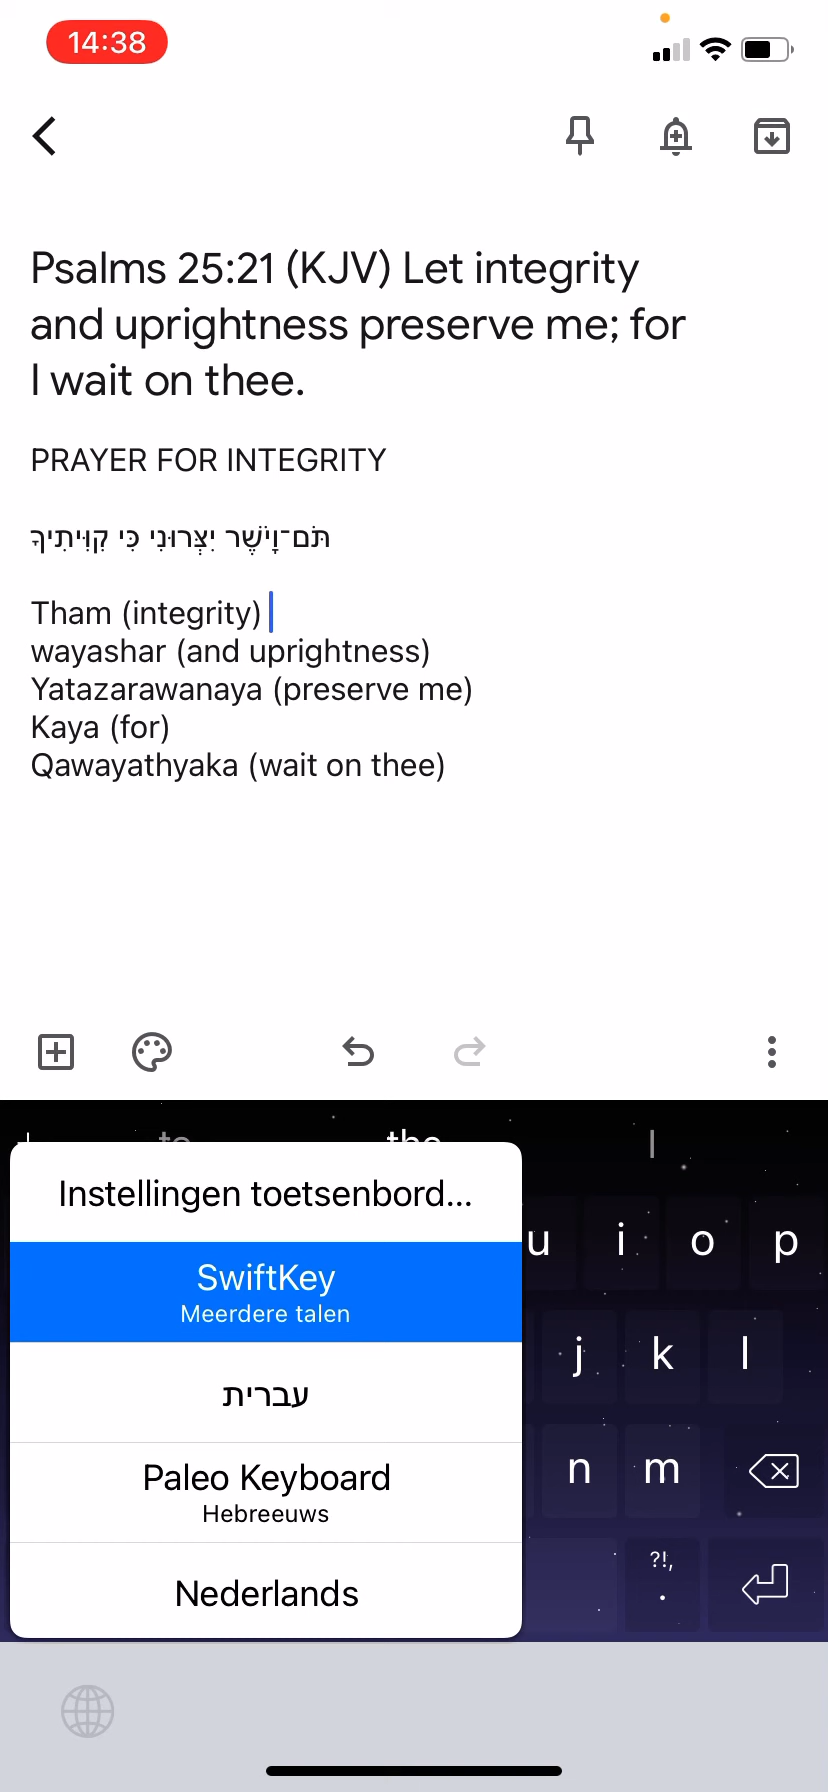 14:38
Psalms 25:21 (KJV) Let integrity
and uprightness preserve me; for
I wait on thee.
PRAYER FOR INTEGRITY
תֹּם־וָיֹשֶׁר יִצְּרוּנִי כִּי קִוִּיתִיךָ
Tham (integrity)
wayashar (and uprightness)
Yatazarawanaya (preserve me)
Kaya (for)
Qawayathyaka (wait on thee)
I
Instellingen toetsenbord...
SwiftKey
Meerdere talen
עברית
Paleo Keyboard
Hebreeuws
Nederlands
u i o p
j k l
n m
?!,
.